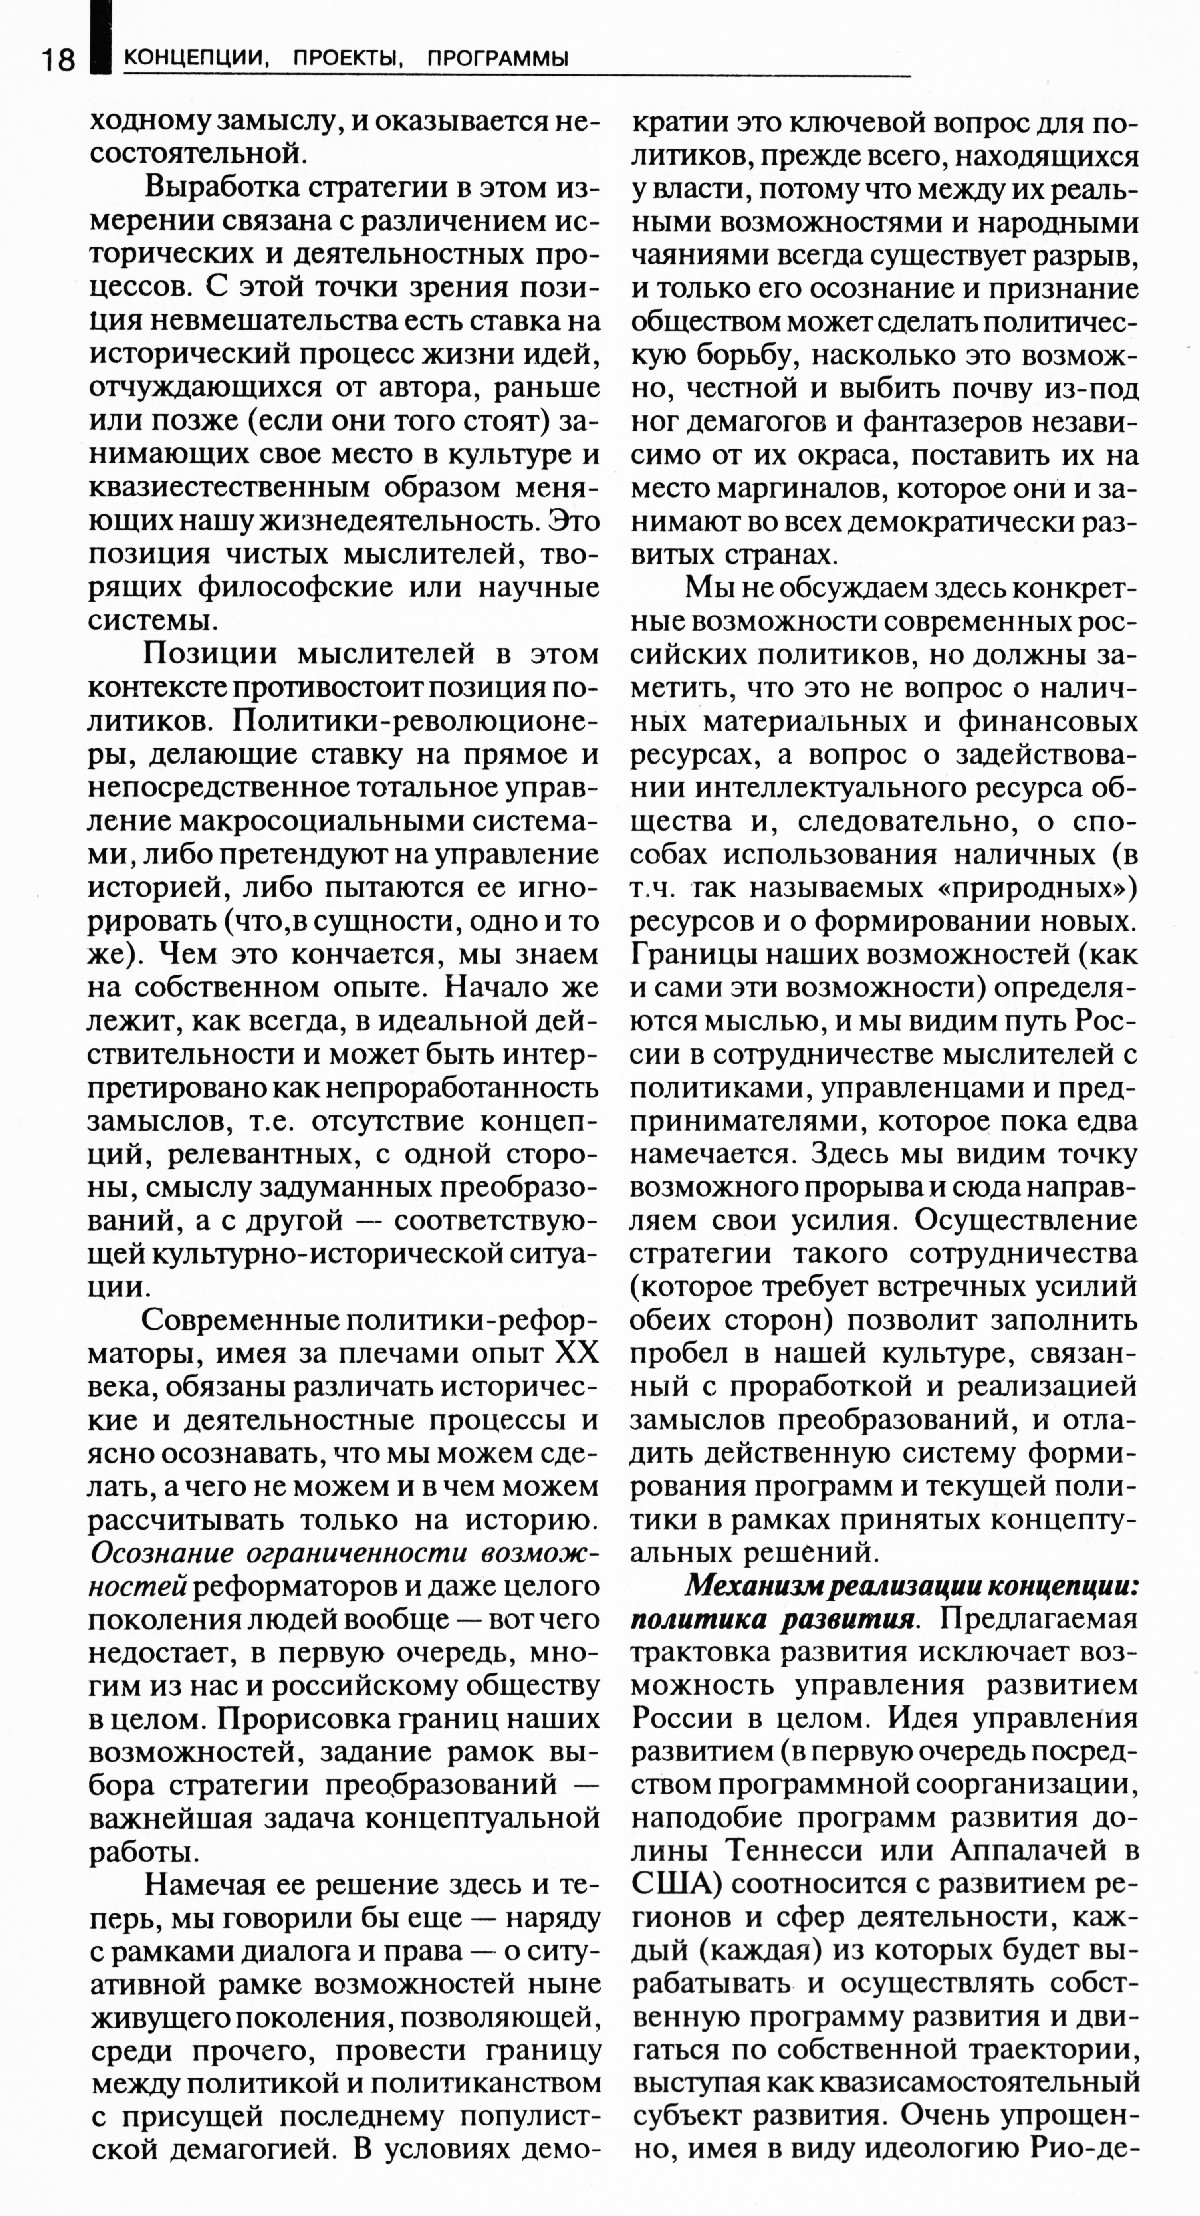 18
КОНЦЕПЦИИ, ПРОЕКТЫ, ПРОГРАММЫ
ходному замыслу, и оказывается не-
состоятельной.
Выработка стратегии в этом из-
мерении связана с различением ис-
торических и деятельностных про-
цессов. С этой точки зрения пози-
ция невмешательства есть ставка на
исторический процесс жизни идей,
отчуждающихся от автора, раньше
или позже (если они того стоят) за-
нимающих свое место в культуре и
квазиестественным образом меня-
ющих нашу жизнедеятельность. Это
позиция чистых мыслителей, тво-
рящих философские или научные
системы.
Позиции мыслителей в этом
контексте противостоит позиция по-
литиков. Политики-революционе-
ры, делающие ставку на прямое и
непосредственное тотальное управ-
ление макросоциальными система-
ми, либо претендуют на управление
историей, либо пытаются ее игно-
рировать (что,в сущности, одно и то
же). Чем это кончается, мы знаем
на собственном опыте. Начало же
лежит, как всегда, в идеальной дей-
ствительности и может быть интер-
претировано как непроработанность
замыслов, т.е. отсутствие концеп-
ций, релевантных, с одной сторо-
ны, смыслу задуманных преобразо-
ваний, а с другой — соответствую-
щей культурно-исторической ситуа-
ции.
Современные политики-рефор-
маторы, имея за плечами опыт XX
века, обязаны различать историчес-
кие и деятельностные процессы и
ясно осознавать, что мы можем сде-
лать, а чего не можем и в чем можем
рассчитывать только на историю.
Осознание ограниченности возмож-
ностей реформаторов и даже целого
поколения людей вообще — вот чего
недостает, в первую очередь, мно-
гим из нас и российскому обществу
в целом. Прорисовка границ наших
возможностей, задание рамок вы-
бора стратегии преобразований —
важнейшая задача концептуальной
работы.
Намечая ее решение здесь и те-
перь, мы говорили бы еще — наряду
с рамками диалога и права — о ситу-
ативной рамке возможностей ныне
живущего поколения, позволяющей,
среди прочего, провести границу
между политикой и политиканством
с присущей последнему популист-
ской демагогией. В условиях демо-
кратии это ключевой вопрос для по-
литиков, прежде всего, находящихся
у власти, потому что между их реаль-
ными возможностями и народными
чаяниями всегда существует разрыв,
и только его осознание и признание
обществом может сделать политичес-
кую борьбу, насколько это возмож-
но, честной и выбить почву из-под
ног демагогов и фантазеров незави-
симо от их окраса, поставить их на
место маргиналов, которое они и за-
нимают во всех демократически раз-
витых странах.
Мы не обсуждаем здесь конкрет-
ные возможности современных рос-
сийских политиков, но должны за-
метить, что это не вопрос о налич-
ных материальных и финансовых
ресурсах, а вопрос о задействова-
нии интеллектуального ресурса об-
щества и, следовательно, о спо-
собах использования наличных (в
т.ч. так называемых «природных»)
ресурсов и о формировании новых.
Границы наших возможностей (как
и сами эти возможности) определя-
ются мыслью, и мы видим путь Рос-
сии в сотрудничестве мыслителей с
политиками, управленцами и пред-
принимателями, которое пока едва
намечается. Здесь мы видим точку
возможного прорыва и сюда направ-
ляем свои усилия. Осуществление
стратегии такого сотрудничества
(которое требует встречных усилий
обеих сторон) позволит заполнить
пробел в нашей культуре, связан-
ный с проработкой и реализацией
замыслов преобразований, и отла-
дить действенную систему форми-
рования программ и текущей поли-
тики в рамках принятых концепту-
альных решений.
Механизм реализации концепции:
политика развития. Предлагаемая
трактовка развития исключает воз-
можность управления развитием
России в целом. Идея управления
развитием (в первую очередь посред-
ством программной соорганизации,
наподобие программ развития до-
лины Теннесси или Аппалачей в
США) соотносится с развитием ре-
гионов и сфер деятельности, каж-
дый (каждая) из которых будет вы-
рабатывать и осуществлять собст-
венную программу развития и дви-
гаться по собственной траектории,
выступая как квазисамостоятельный
субъект развития. Очень упрощен-
но, имея в виду идеологию Рио-де-